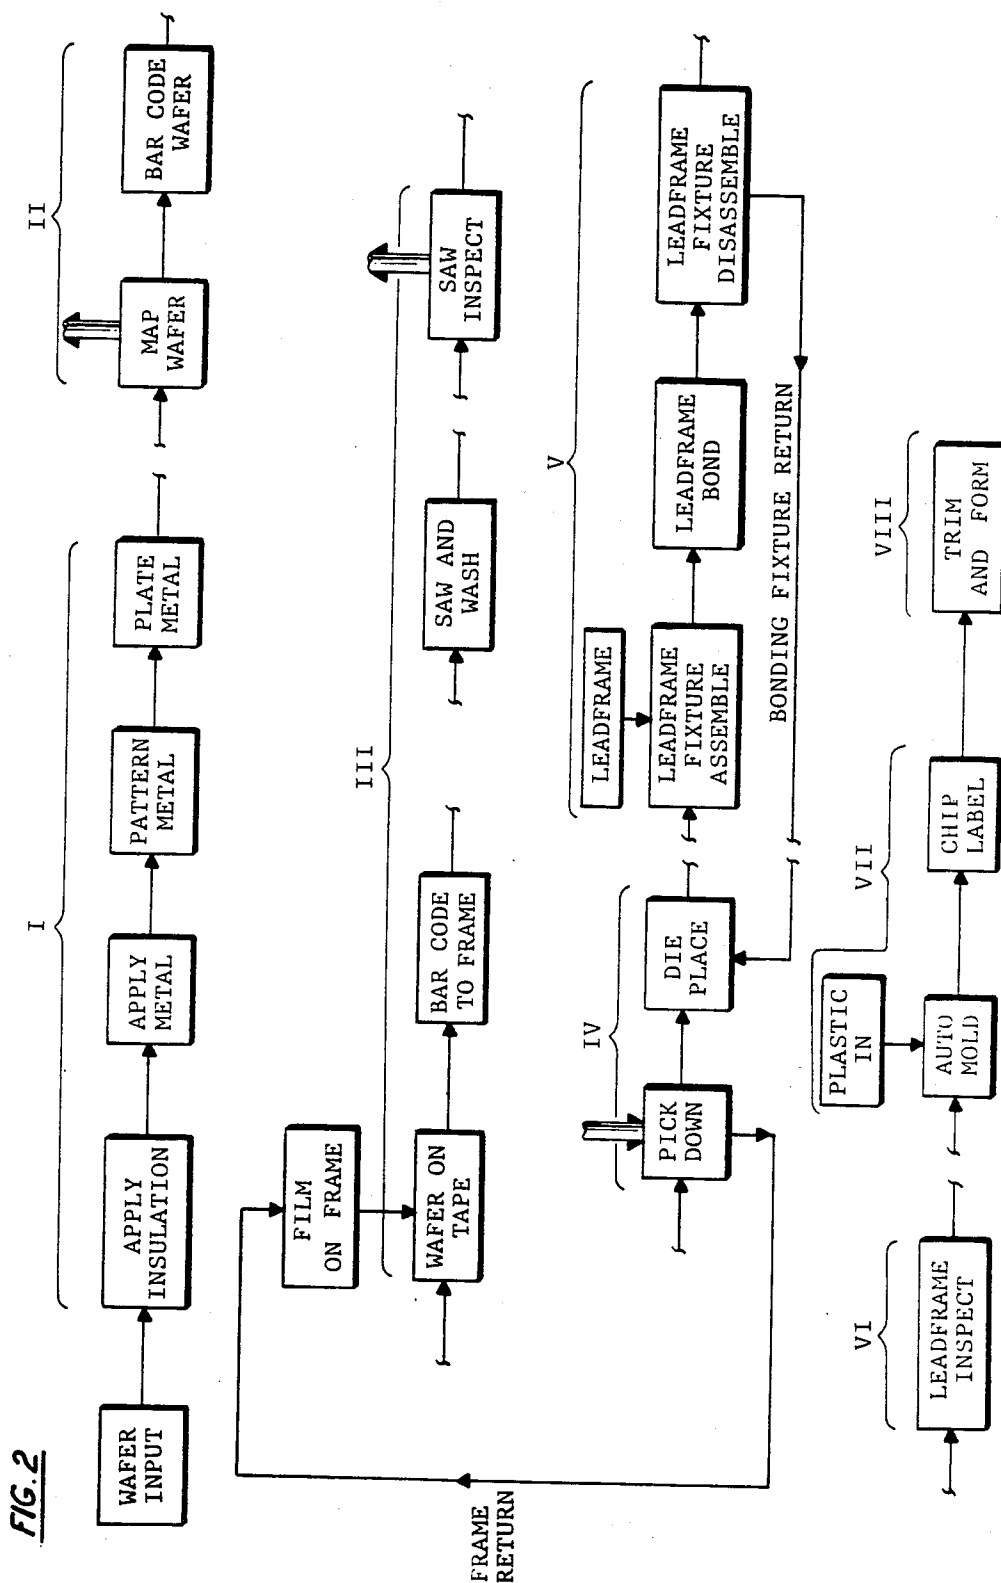 FIG. 2
I
II
WAFER
INPUT
APPLY
INSULATION
APPLY
METAL
PATTERN
METAL
PLATE
METAL
MAP
WAFER
BAR CODE
WAFER
FRAME
RETURN
FILM
ON FRAME
III
WAFER ON
TAPE
BAR CODE
TO FRAME
SAW AND
WASH
SAW
INSPECT
IV
V
PICK
DOWN
DIE
PLACE
LEADFRAME
LEADFRAME
FIXTURE
ASSEMBLE
LEADFRAME
BOND
LEADFRAME
FIXTURE
DISASSEMBLE
BONDING FIXTURE RETURN
VI
VII
VIII
LEADFRAME
INSPECT
PLASTIC
IN
AUTO
MOLD
CHIP
LABEL
TRIM
AND FORM